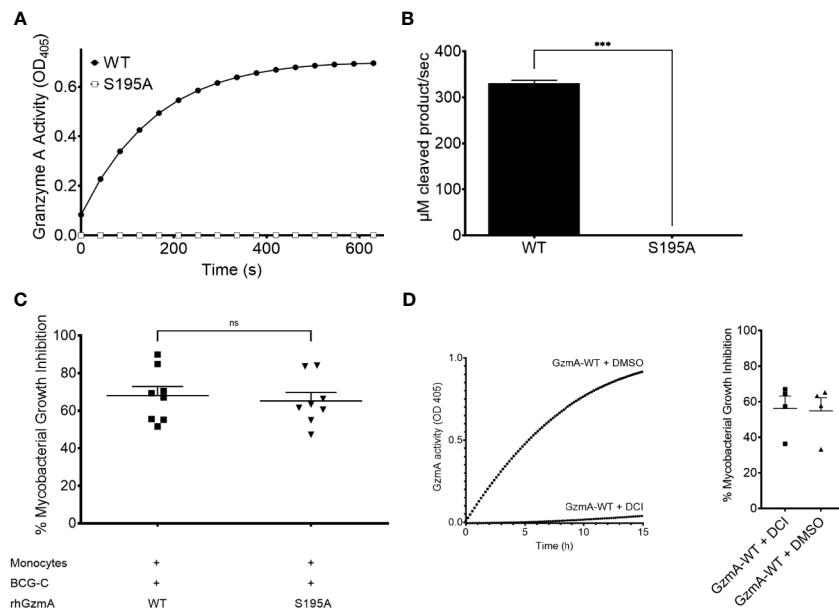 A
Granzyme A Activity (OD405)
WT
S195A
0.6
0.4
0.2
0.0
0 200 400 600
Time (s)
B
***
µM cleaved product/sec
400
300
200
100
0
WT S195A
C
ns
% Mycobacterial Growth Inhibition
100
80
60
40
20
0
Monocytes + +
BCG-C + +
rhGzmA WT S195A
D
GzmA activity (OD 405)
1.0
0.5
0.0
GzmA-WT + DMSO
GzmA-WT + DCI
0 5 10 15
Time (h)
% Mycobacterial Growth Inhibition
100
80
60
40
20
0
GzmA-WT + DCI
GzmA-WT + DMSO